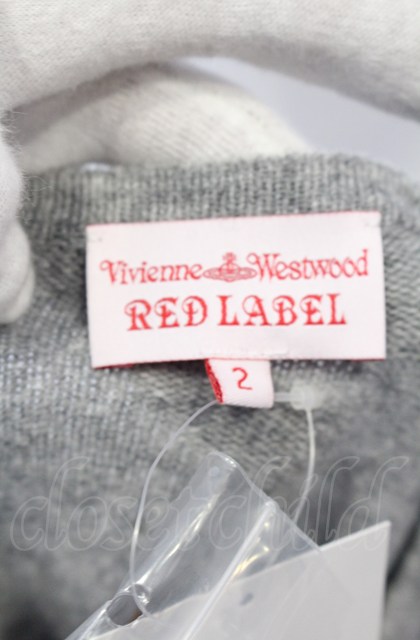 Vivienne Westwood
RED LABEL
2
closetchild